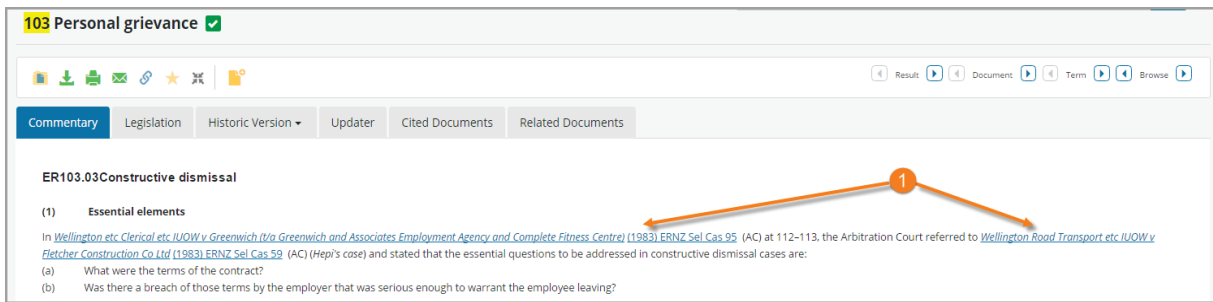 103 Personal grievance
Result Document Term Browse
Commentary Legislation Historic Version Updater Cited Documents Related Documents
ER103.03Constructive dismissal
1
(1) Essential elements
In Wellington etc Clerical etc IUOW v Greenwich (t/a Greenwich and Associates Employment Agency and Complete Fitness Centre) (1983) ERNZ Sel Cas 95 (AC) at 112–113, the Arbitration Court referred to Wellington Road Transport etc IUOW v
Fletcher Construction Co Ltd (1983) ERNZ Sel Cas 59 (AC) (Hepi's case) and stated that the essential questions to be addressed in constructive dismissal cases are:
(a) What were the terms of the contract?
(b) Was there a breach of those terms by the employer that was serious enough to warrant the employee leaving?